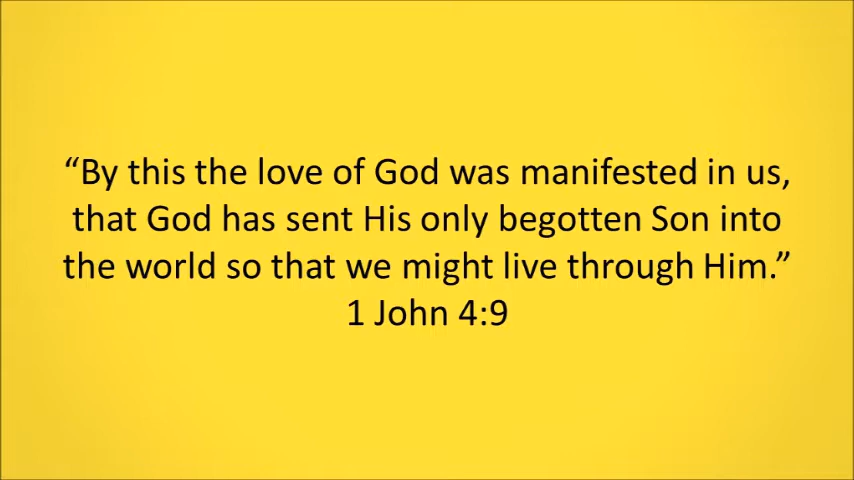 “By this the love of God was manifested in us,
that God has sent His only begotten Son into
the world so that we might live through Him.”
1 John 4:9